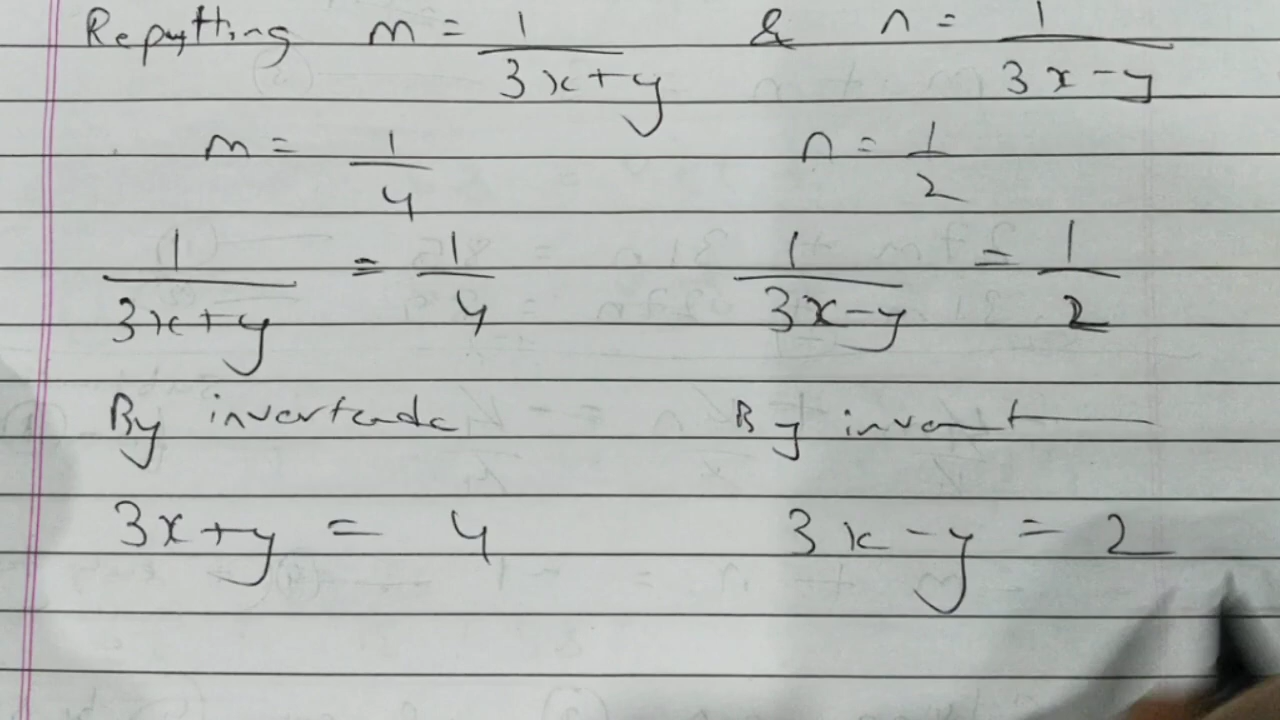 Reputting m = 1/(3x+y) & n = 1/(3x-y)
m = 1/4 n = 1/2
1/(3x+y) = 1/4 1/(3x-y) = 1/2
By invertendo By invert
3x+y = 4 3x-y = 2